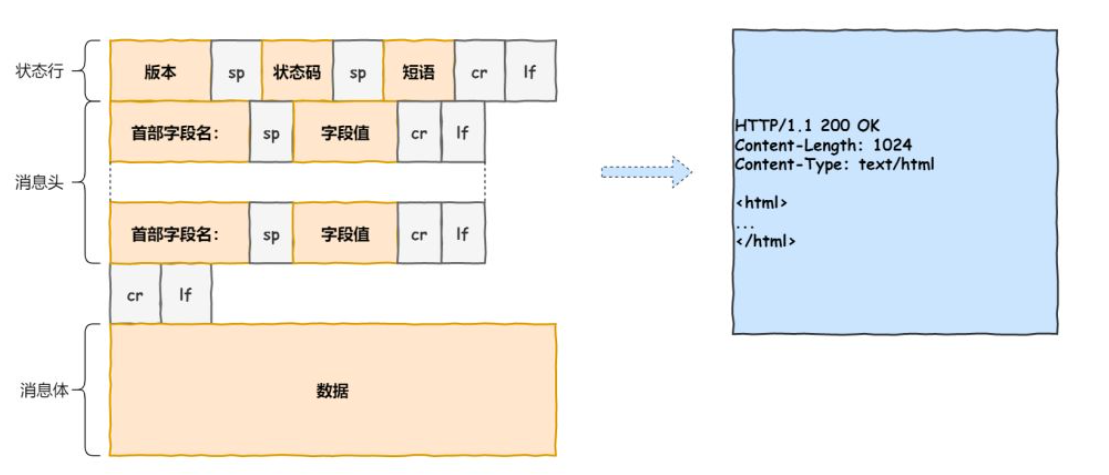 状态行
版本 sp 状态码 sp 短语 cr lf
首部字段名： sp 字段值 cr lf
消息头
首部字段名： sp 字段值 cr lf
cr lf
消息体
数据
HTTP/1.1 200 OK
Content-Length: 1024
Content-Type: text/html
<html>
...
</html>